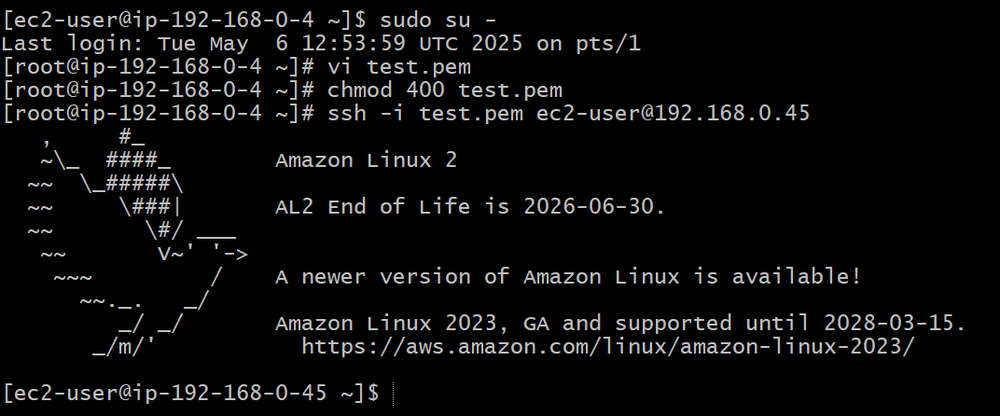 [ec2-user@ip-192-168-0-4 ~]$ sudo su -
Last login: Tue May  6 12:53:59 UTC 2025 on pts/1
[root@ip-192-168-0-4 ~]# vi test.pem
[root@ip-192-168-0-4 ~]# chmod 400 test.pem
[root@ip-192-168-0-4 ~]# ssh -i test.pem ec2-user@192.168.0.45
   ,     #_
   ~\_  ####_        Amazon Linux 2
  ~~  \_#####\
  ~~     \###|       AL2 End of Life is 2026-06-30.
  ~~       \#/ ___
   ~~       V~' '->
    ~~~         /    A newer version of Amazon Linux is available!
      ~~._.   _/
         _/ _/       Amazon Linux 2023, GA and supported until 2028-03-15.
       _/m/'           https://aws.amazon.com/linux/amazon-linux-2023/
[ec2-user@ip-192-168-0-45 ~]$